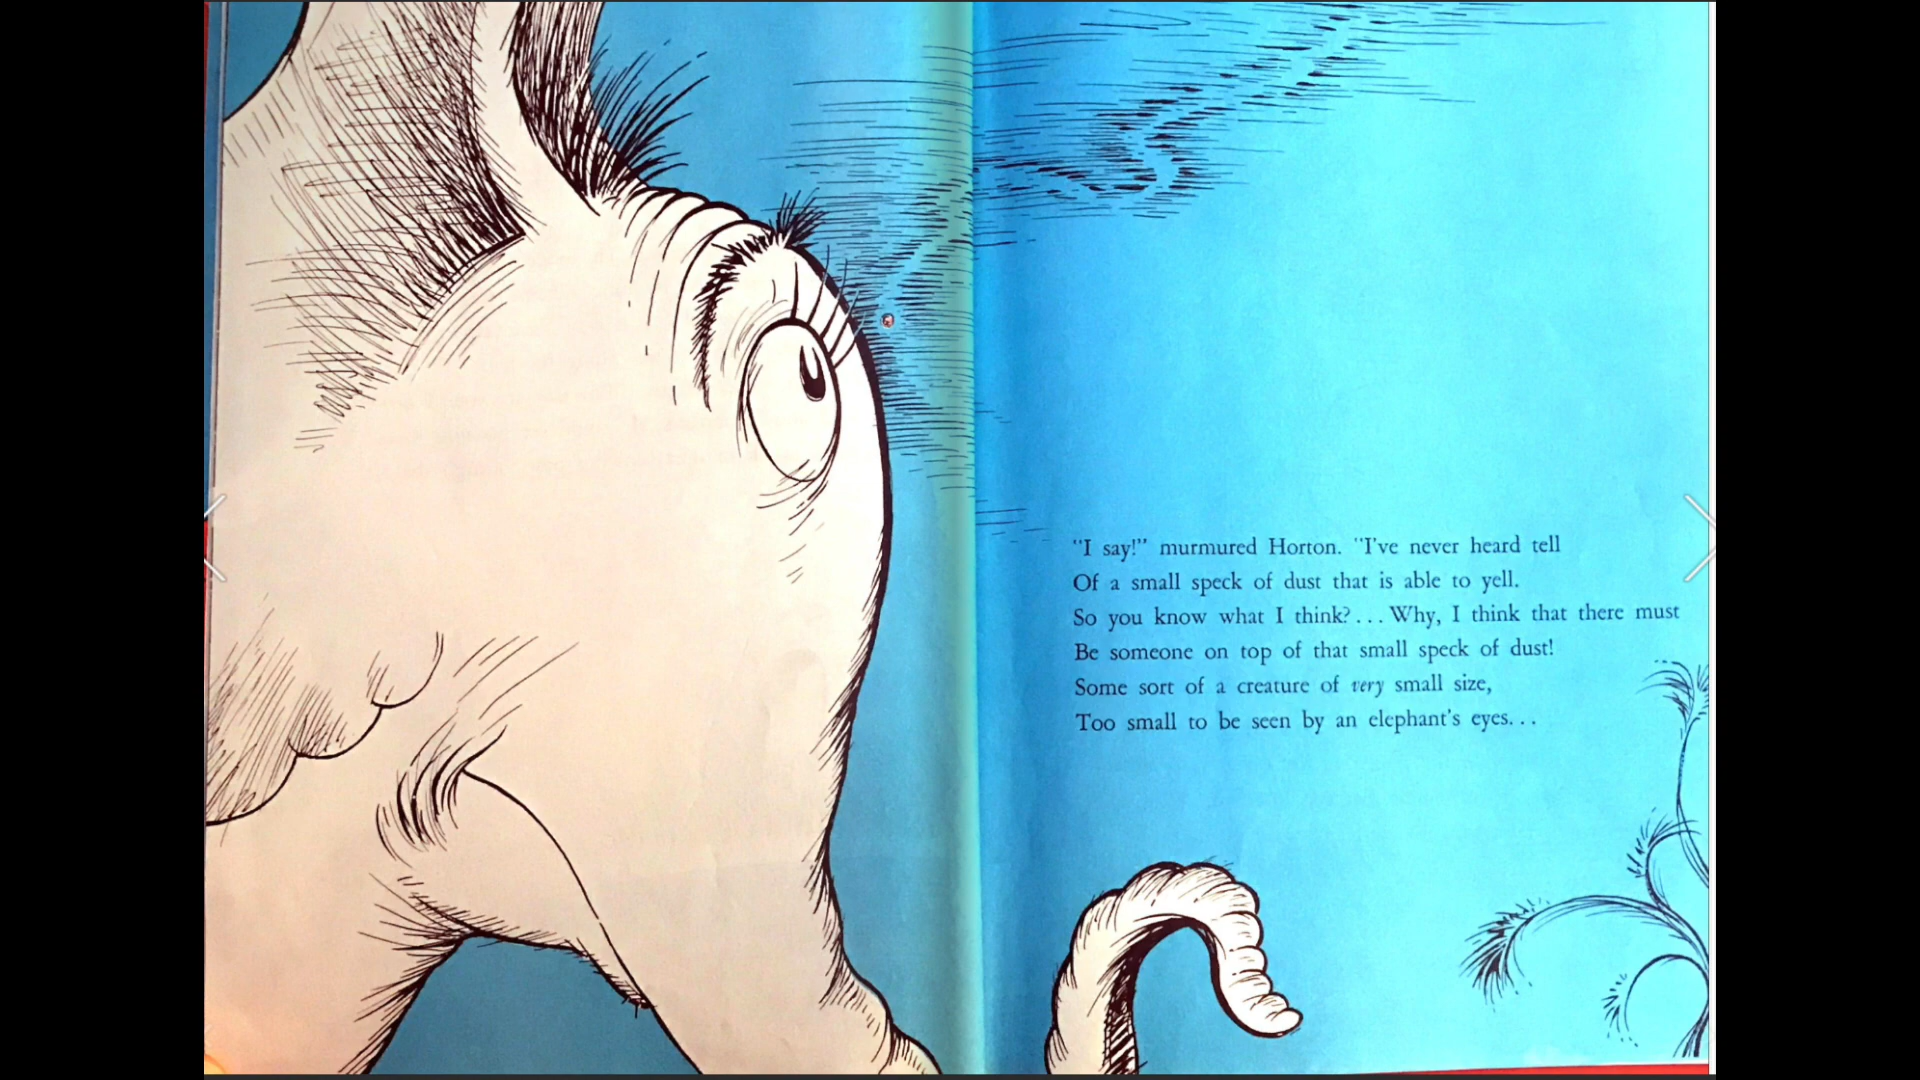 "I say!" murmured Horton. "I've never heard tell
Of a small speck of dust that is able to yell.
So you know what I think?... Why, I think that there must
Be someone on top of that small speck of dust!
Some sort of a creature of very small size,
Too small to be seen by an elephant's eyes...